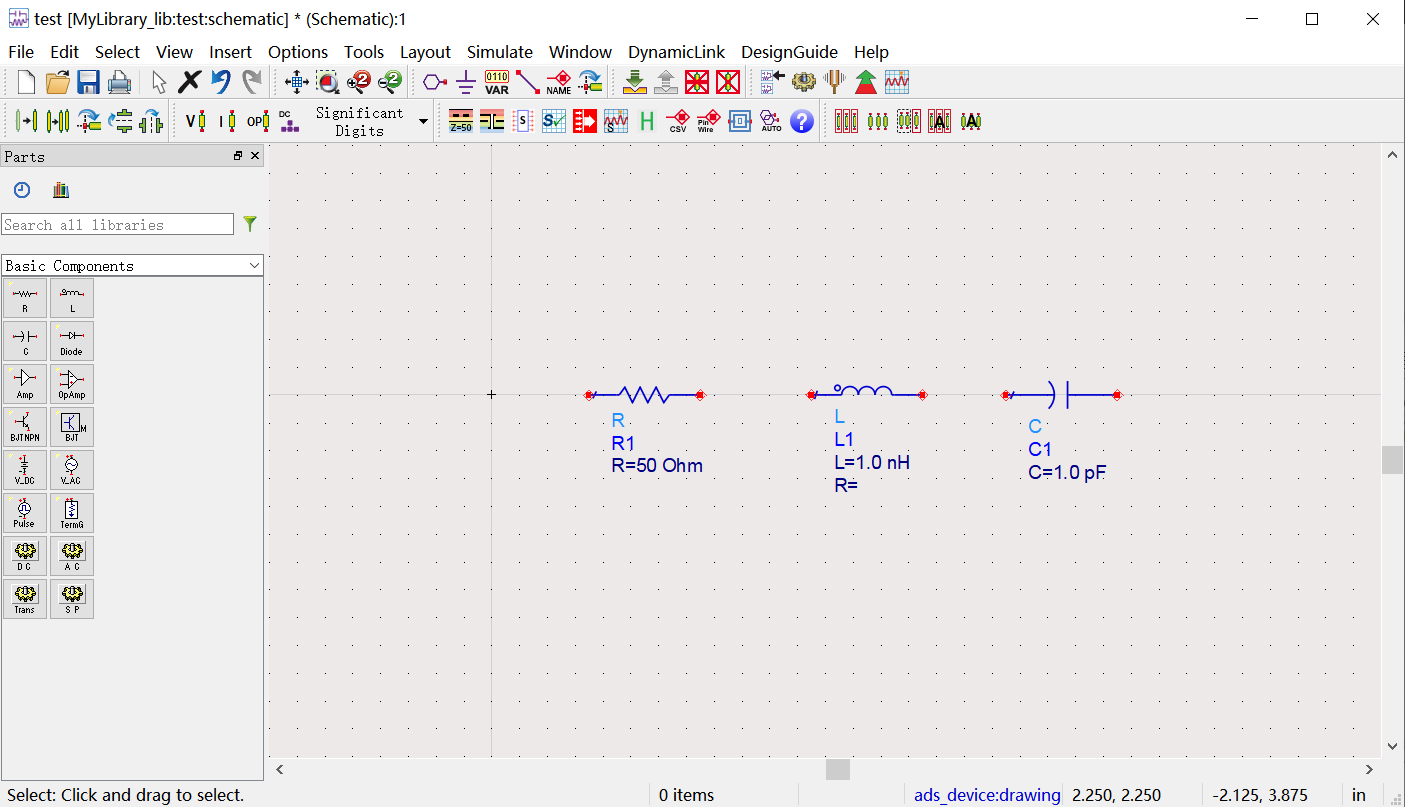 test [MyLibrary_lib:test:schematic] * (Schematic):1
File Edit Select View Insert Options Tools Layout Simulate Window DynamicLink DesignGuide Help
0110
VAR
NAME
V I OP DC
Significant
Digits
Z=50
S
S
S
H
CSV
Pin
Wire
AUTO
?
A
A
Parts
Search all libraries
Basic Components
R L
C Diode
Amp OpAmp
BJTNPN BJT
M
V_DC V_AC
Pulse TermG
DC AC
Trans SP
R
R1
R=50 Ohm
L
L1
L=1.0 nH
R=
C
C1
C=1.0 pF
Select: Click and drag to select. 0 items ads_device:drawing 2.250, 2.250 -2.125, 3.875 in